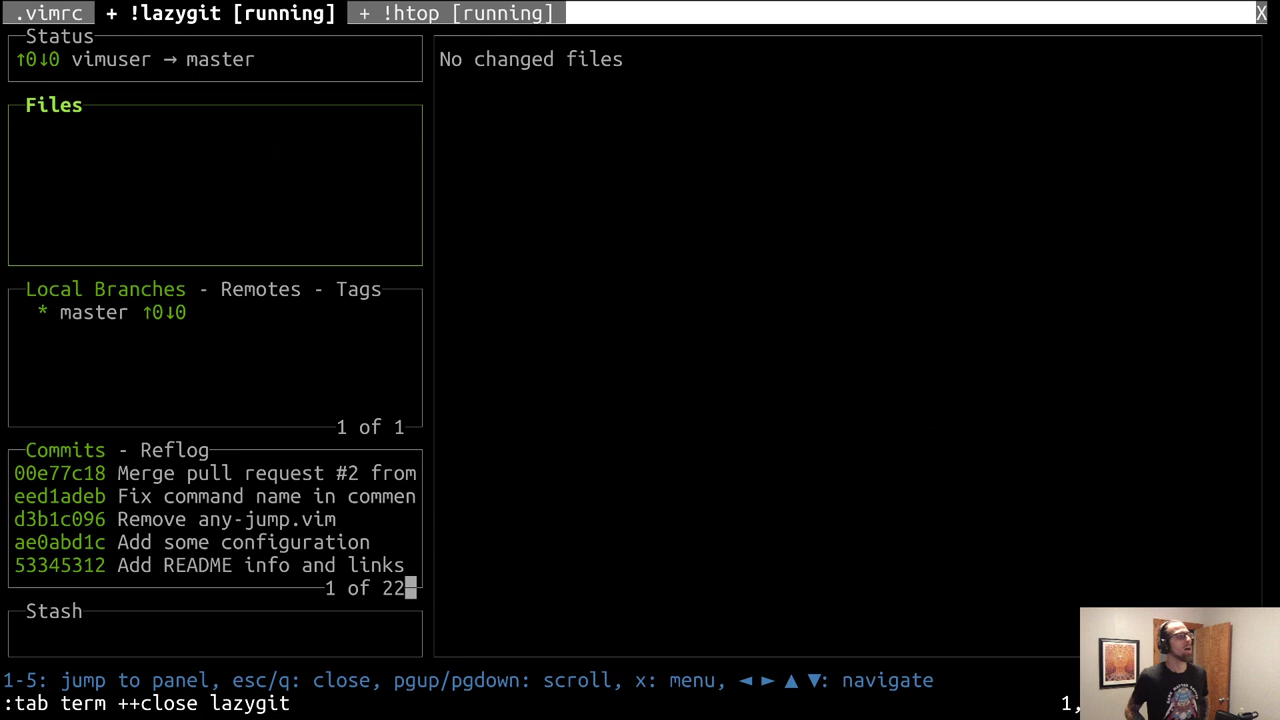 .vimrc + !lazygit [running] + !htop [running] X
Status
↑0↓0 vimuser → master
No changed files
Files
Local Branches - Remotes - Tags
* master ↑0↓0
1 of 1
Commits - Reflog
00e77c18 Merge pull request #2 from
eed1adeb Fix command name in commen
d3b1c096 Remove any-jump.vim
ae0abd1c Add some configuration
53345312 Add README info and links
1 of 22
Stash
1-5: jump to panel, esc/q: close, pgup/pgdown: scroll, x: menu, ◄ ► ▲ ▼: navigate
:tab term ++close lazygit 1,